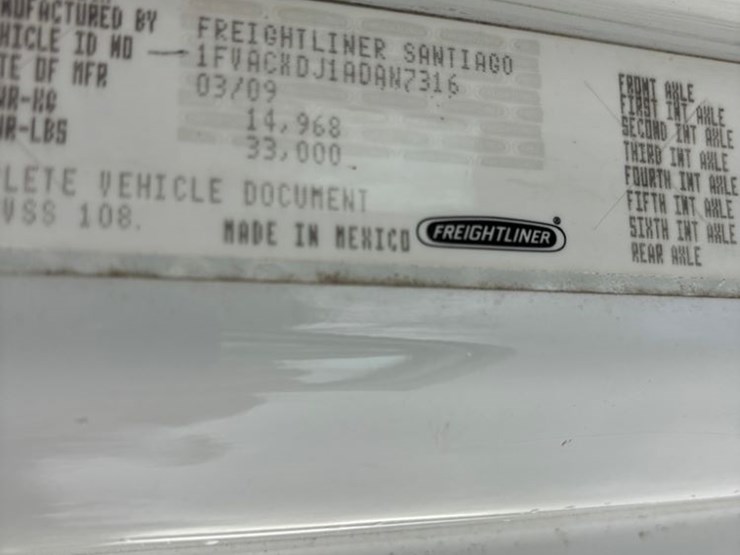 NUFACTURED BY FREIGHTLINER SANTIAGO
HICLE ID NO 1FVACXDJ1ADAN7316
TE OF MFR 03/09
WR-KG 14,968
WR-LBS 33,000
LETE VEHICLE DOCUMENT
VSS 108.
MADE IN MEXICO FREIGHTLINER
FRONT AXLE
FIRST INT AXLE
SECOND INT AXLE
THIRD INT AXLE
FOURTH INT AXLE
FIFTH INT AXLE
SIXTH INT AXLE
REAR AXLE